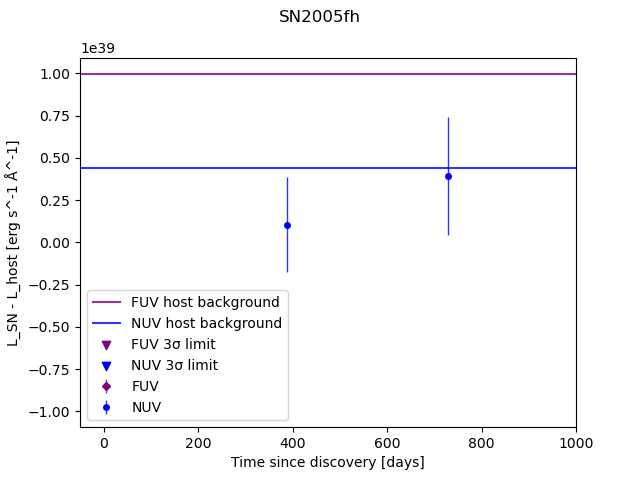 SN2005fh
1e39
L_SN - L_host [erg s^-1 Å^-1]
1.00
0.75
0.50
0.25
0.00
−0.25
−0.50
−0.75
−1.00
FUV host background
NUV host background
FUV 3σ limit
NUV 3σ limit
FUV
NUV
0 200 400 600 800 1000
Time since discovery [days]